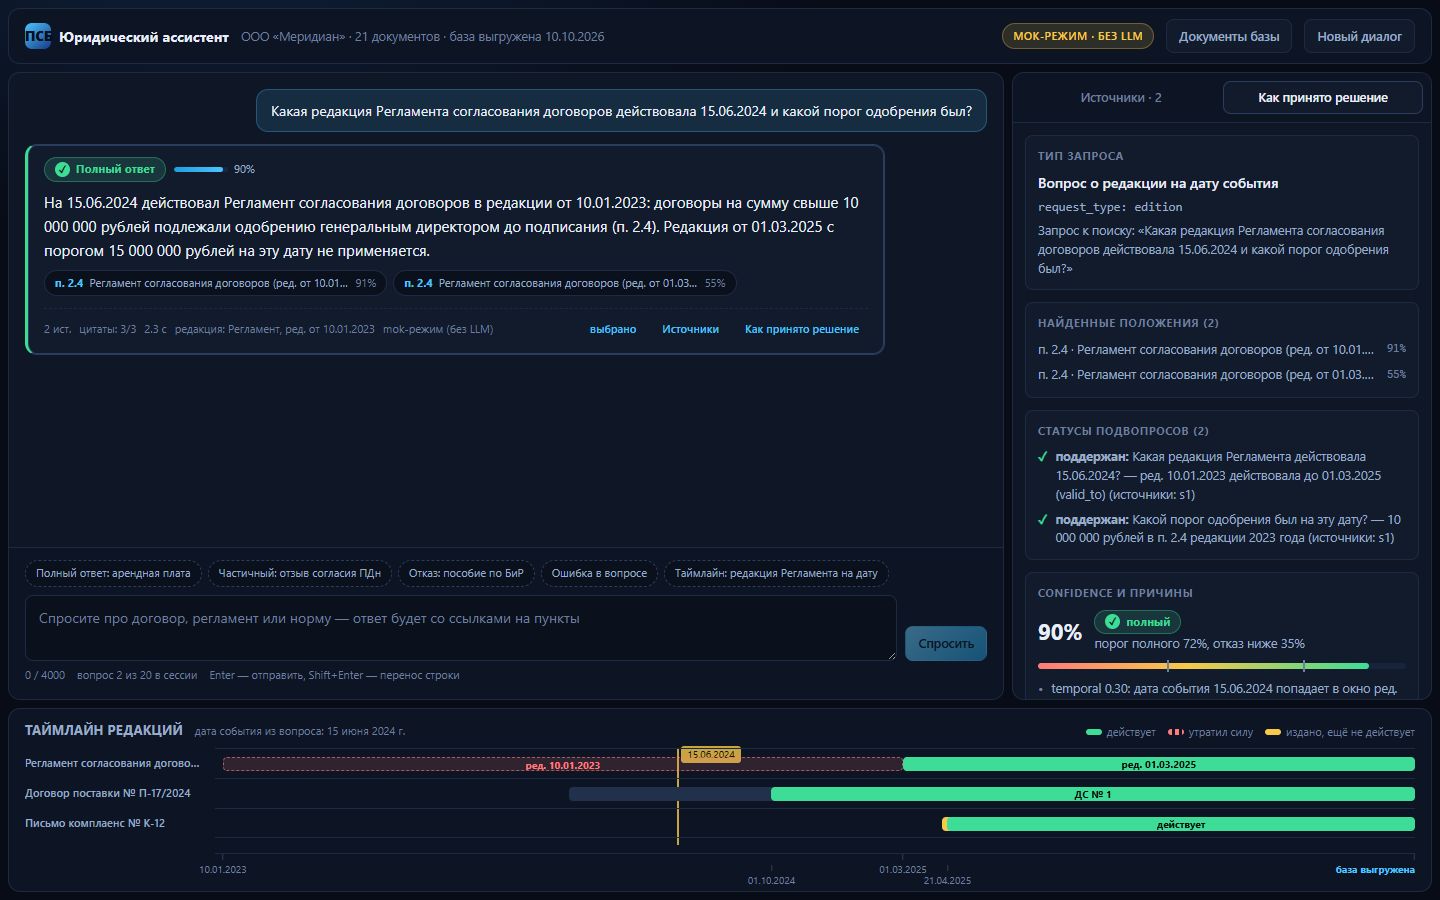 ПСБ Юридический ассистент ООО «Меридиан» · 21 документов · база выгружена 10.10.2026
МОК-РЕЖИМ · БЕЗ LLM
Документы базы
Новый диалог
Какая редакция Регламента согласования договоров действовала 15.06.2024 и какой порог одобрения был?
Полный ответ 90%
На 15.06.2024 действовал Регламент согласования договоров в редакции от 10.01.2023: договоры на сумму свыше 10
000 000 рублей подлежали одобрению генеральным директором до подписания (п. 2.4). Редакция от 01.03.2025 с
порогом 15 000 000 рублей на эту дату не применяется.
п. 2.4 Регламент согласования договоров (ред. от 10.01... 91%
п. 2.4 Регламент согласования договоров (ред. от 01.03... 55%
2 ист. цитаты: 3/3 2.3 с редакция: Регламент, ред. от 10.01.2023 mok-режим (без LLM)
выбрано
Источники
Как принято решение
Полный ответ: арендная плата
Частичный: отзыв согласия ПДн
Отказ: пособие по БиР
Ошибка в вопросе
Таймлайн: редакция Регламента на дату
Спросите про договор, регламент или норму — ответ будет со ссылками на пункты
Спросить
0 / 4000 вопрос 2 из 20 в сессии Enter — отправить, Shift+Enter — перенос строки
Источники · 2
Как принято решение
ТИП ЗАПРОСА
Вопрос о редакции на дату события
request_type: edition
Запрос к поиску: «Какая редакция Регламента согласования
договоров действовала 15.06.2024 и какой порог одобрения
был?»
НАЙДЕННЫЕ ПОЛОЖЕНИЯ (2)
п. 2.4 · Регламент согласования договоров (ред. от 10.01.... 91%
п. 2.4 · Регламент согласования договоров (ред. от 01.03.... 55%
СТАТУСЫ ПОДВОПРОСОВ (2)
поддержан: Какая редакция Регламента действовала
15.06.2024? — ред. 10.01.2023 действовала до 01.03.2025
(valid_to) (источники: s1)
поддержан: Какой порог одобрения был на эту дату? — 10
000 000 рублей в п. 2.4 редакции 2023 года (источники: s1)
CONFIDENCE И ПРИЧИНЫ
90% полный
порог полного 72%, отказ ниже 35%
• temporal 0.30: дата события 15.06.2024 попадает в окно ред.
ТАЙМЛАЙН РЕДАКЦИЙ дата события из вопроса: 15 июня 2024 г.
действует
утратил силу
издано, ещё не действует
15.06.2024
Регламент согласования догово... ред. 10.01.2023 ред. 01.03.2025
Договор поставки № П-17/2024 ДС № 1
Письмо комплаенс № К-12 действует
10.01.2023 01.03.2025 база выгружена
01.10.2024 21.04.2025